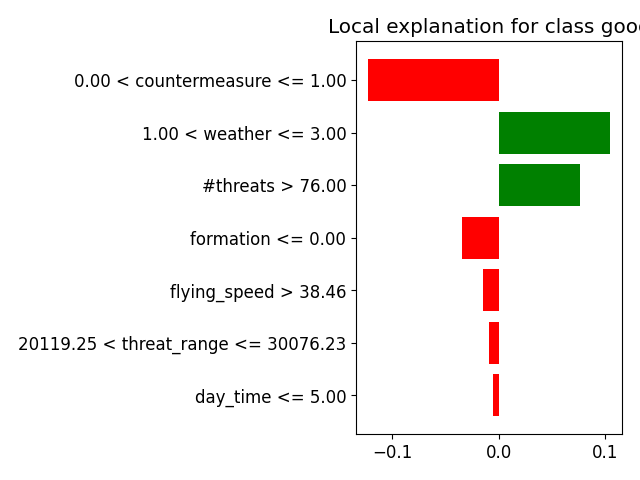 Local explanation for class goo
0.00 < countermeasure <= 1.00
1.00 < weather <= 3.00
#threats > 76.00
formation <= 0.00
flying_speed > 38.46
20119.25 < threat_range <= 30076.23
day_time <= 5.00
−0.1 0.0 0.1